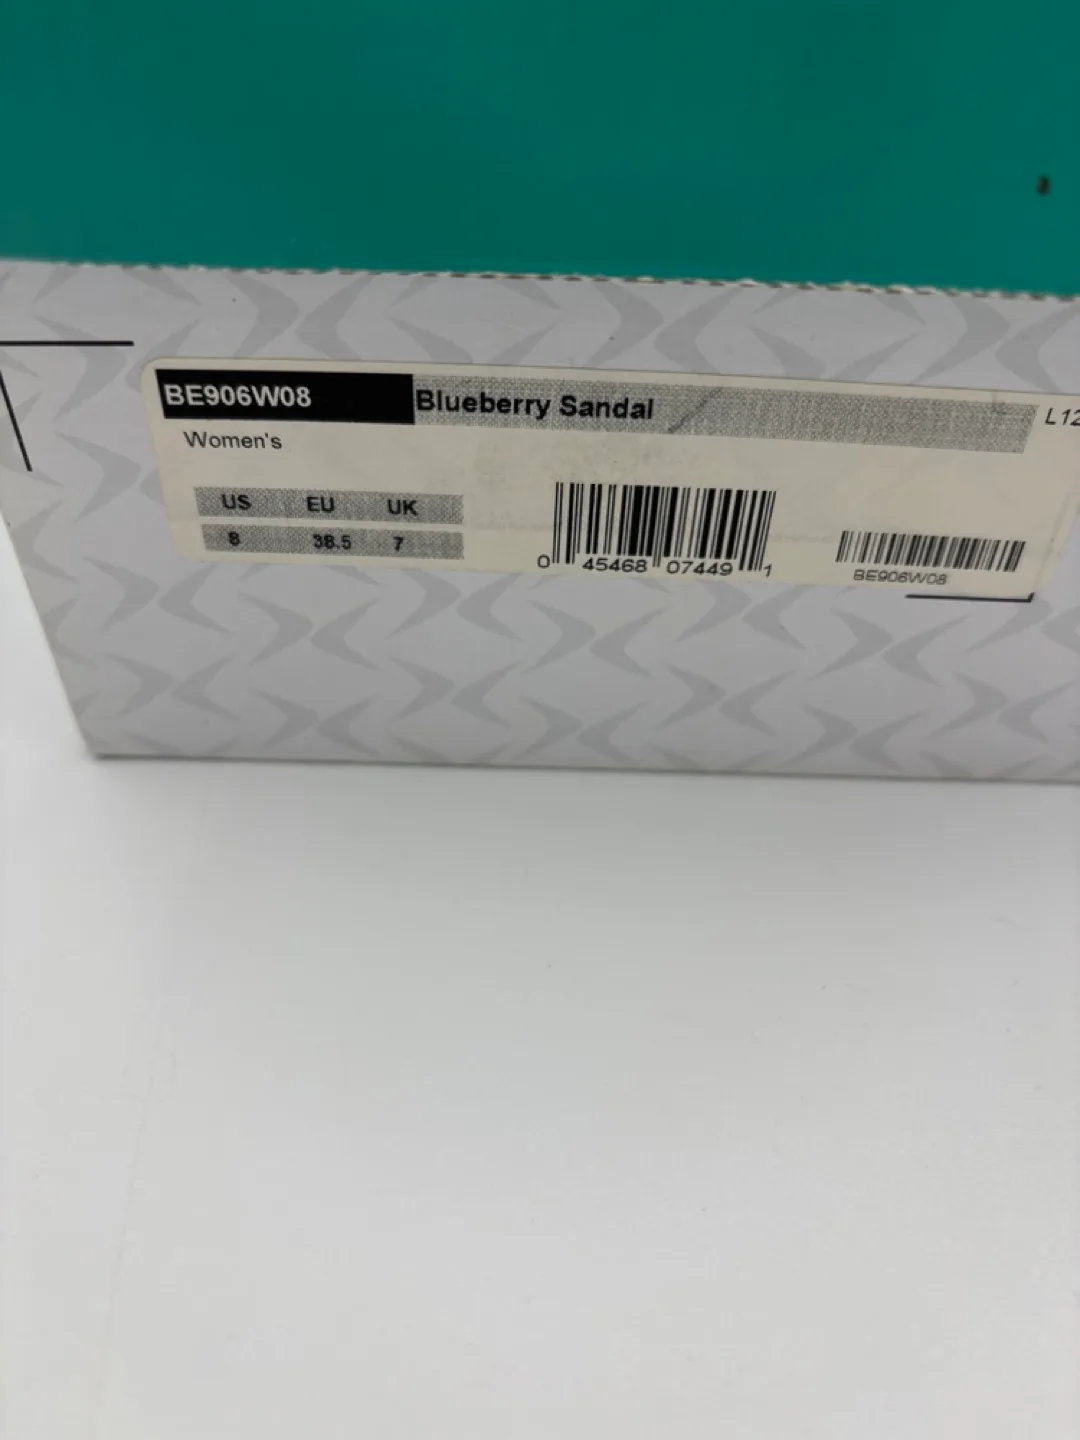 BE906W08 Blueberry Sandal L12
Women's
US EU UK
8 38.5 7
0 45468 07449 1
BE906W08